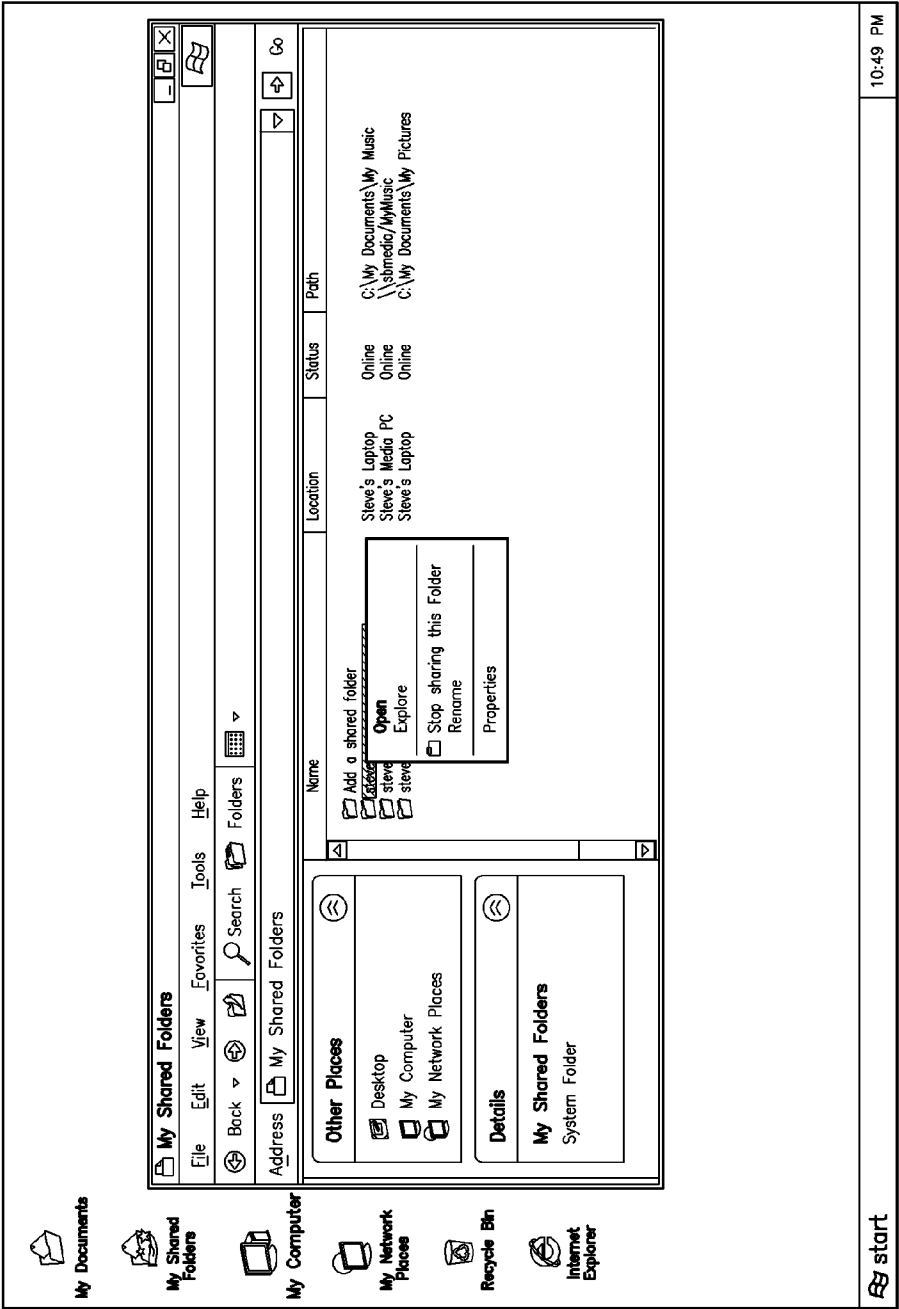 My Documents
My Shared
Folders
My Computer
My Network
Places
Recycle Bin
Internet
Explorer
My Shared Folders
File Edit View Favorites Tools Help
Back Search Folders
Address My Shared Folders Go
Other Places
Desktop
My Computer
My Network Places
Details
My Shared Folders
System Folder
Name Location Status Path
Add a shared folder
steve Steve's Laptop Online C:\My Documents\My Music
steve Steve's Media PC Online \\sbmedia/MyMusic
steve Steve's Laptop Online C:\My Documents\My Pictures
Open
Explore
Stop sharing this Folder
Rename
Properties
start 10:49 PM